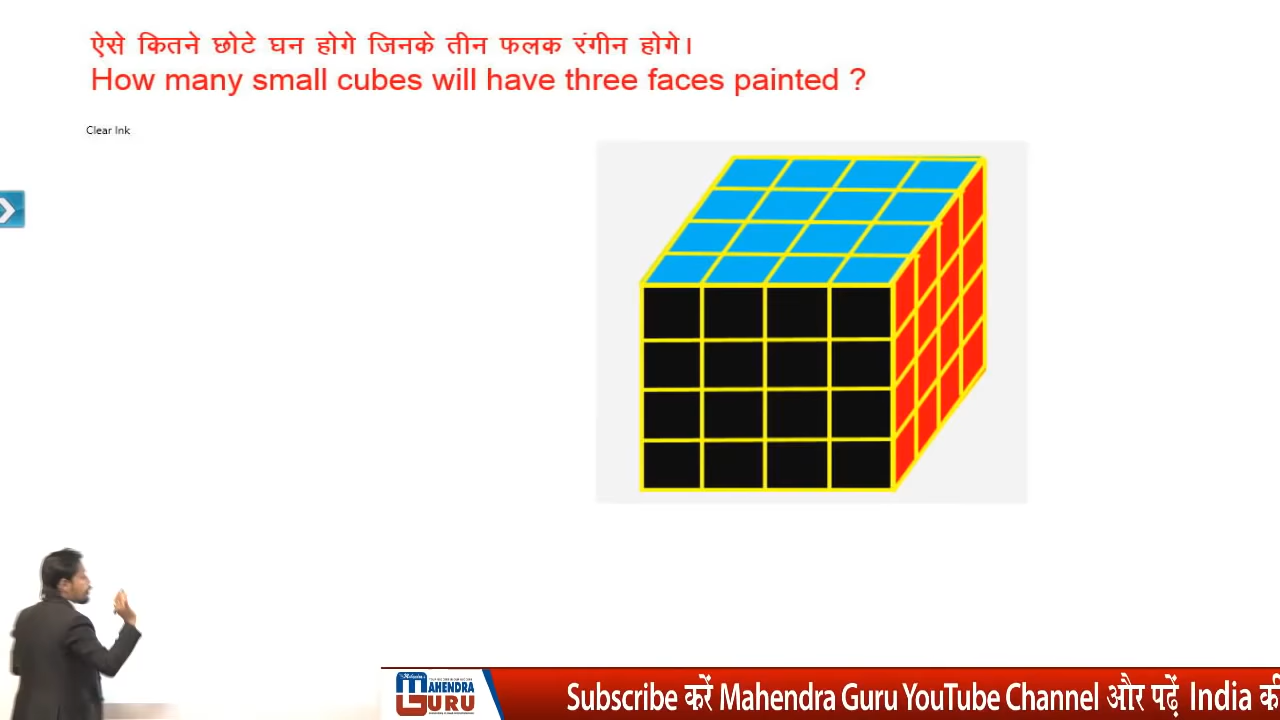 ऐसे कितने छोटे घन होगे जिनके तीन फलक रंगीन होगे।
How many small cubes will have three faces painted ?
Clear Ink
MAHENDRA
GURU
Subscribe करें Mahendra Guru YouTube Channel और पढ़ें India की